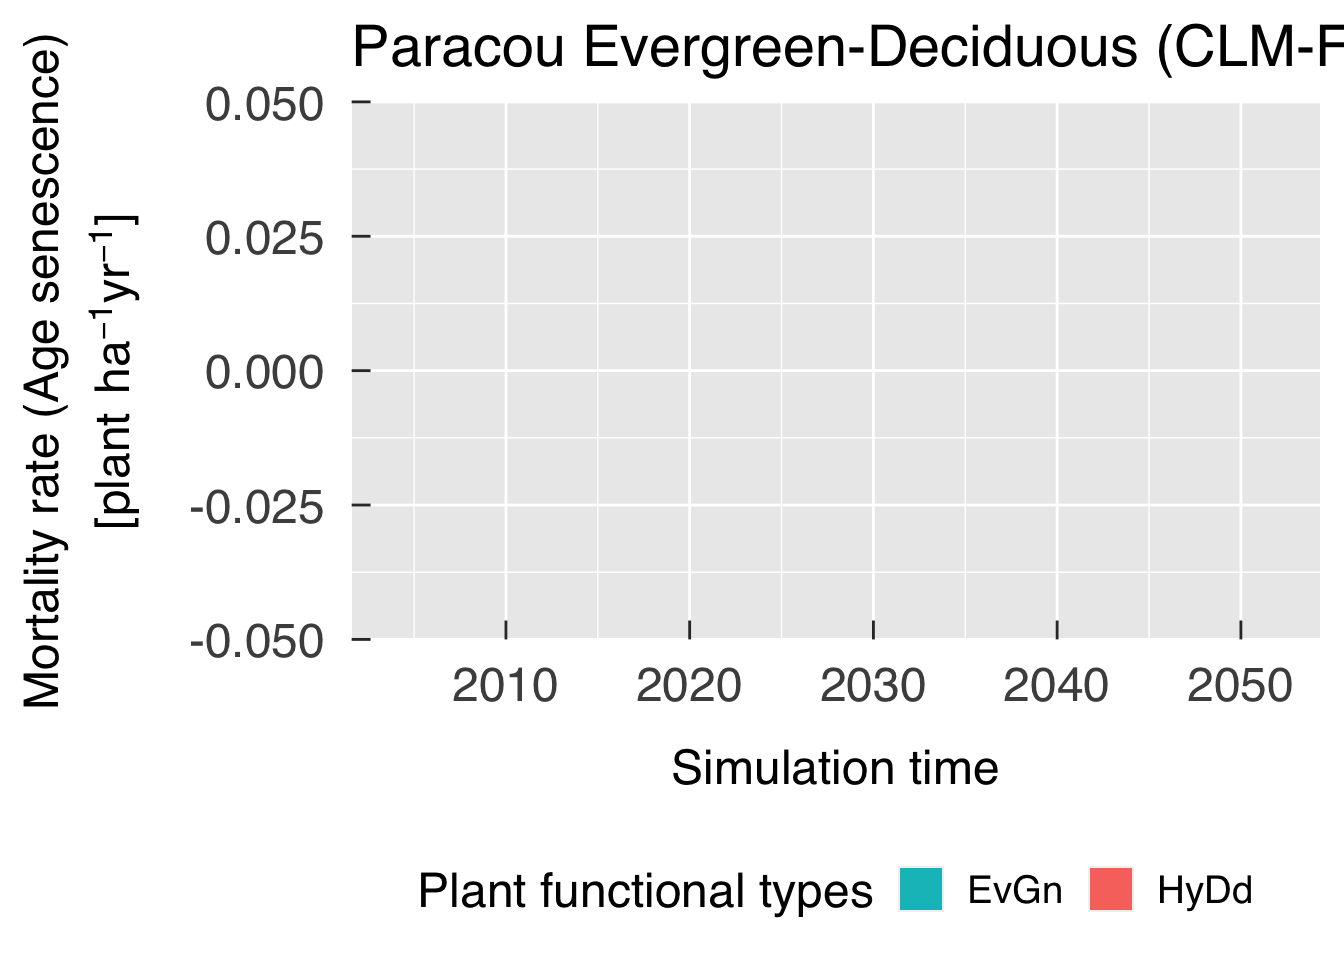 Paracou Evergreen-Deciduous (CLM-F
Mortality rate (Age senescence)
[plant ha⁻¹yr⁻¹]
0.050
0.025
0.000
-0.025
-0.050
2010 2020 2030 2040 2050
Simulation time
Plant functional types EvGn HyDd